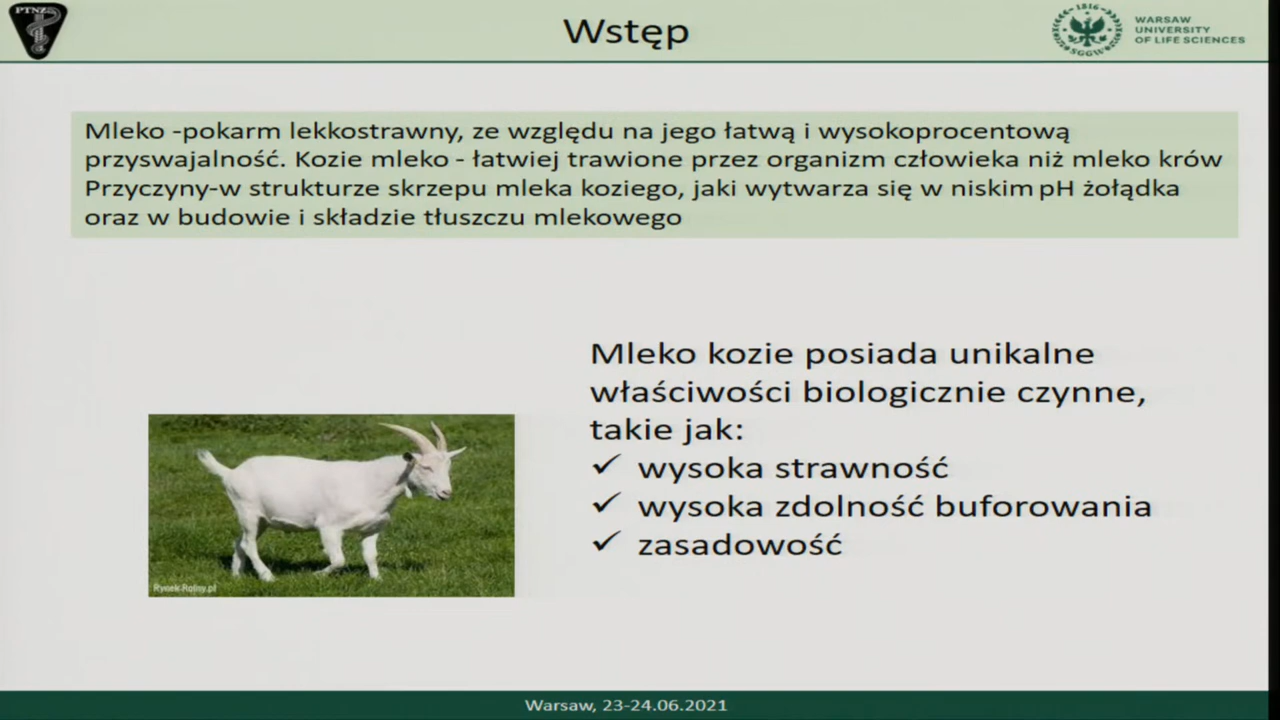 PTNZ
Wstęp
1816
SGGW
WARSAW
UNIVERSITY
OF LIFE SCIENCES
Mleko -pokarm lekkostrawny, ze względu na jego łatwą i wysokoprocentową
przyswajalność. Kozie mleko - łatwiej trawione przez organizm człowieka niż mleko krów
Przyczyny-w strukturze skrzepu mleka koziego, jaki wytwarza się w niskim pH żołądka
oraz w budowie i składzie tłuszczu mlekowego
Mleko kozie posiada unikalne
właściwości biologicznie czynne,
takie jak:
✓ wysoka strawność
✓ wysoka zdolność buforowania
✓ zasadowość
Rynek-Rolny.pl
Warsaw, 23-24.06.2021